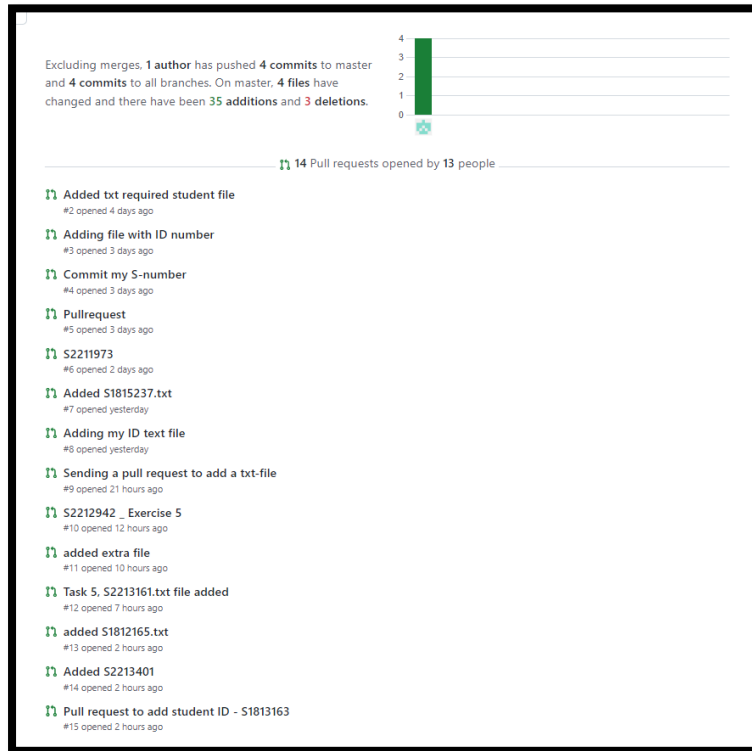 Excluding merges, 1 author has pushed 4 commits to master
and 4 commits to all branches. On master, 4 files have
changed and there have been 35 additions and 3 deletions.
4
3
2
1
0
14 Pull requests opened by 13 people
Added txt required student file
#2 opened 4 days ago
Adding file with ID number
#3 opened 3 days ago
Commit my S-number
#4 opened 3 days ago
Pullrequest
#5 opened 3 days ago
S2211973
#6 opened 2 days ago
Added S1815237.txt
#7 opened yesterday
Adding my ID text file
#8 opened yesterday
Sending a pull request to add a txt-file
#9 opened 21 hours ago
S2212942 _ Exercise 5
#10 opened 12 hours ago
added extra file
#11 opened 10 hours ago
Task 5, S2213161.txt file added
#12 opened 7 hours ago
added S1812165.txt
#13 opened 2 hours ago
Added S2213401
#14 opened 2 hours ago
Pull request to add student ID - S1813163
#15 opened 2 hours ago